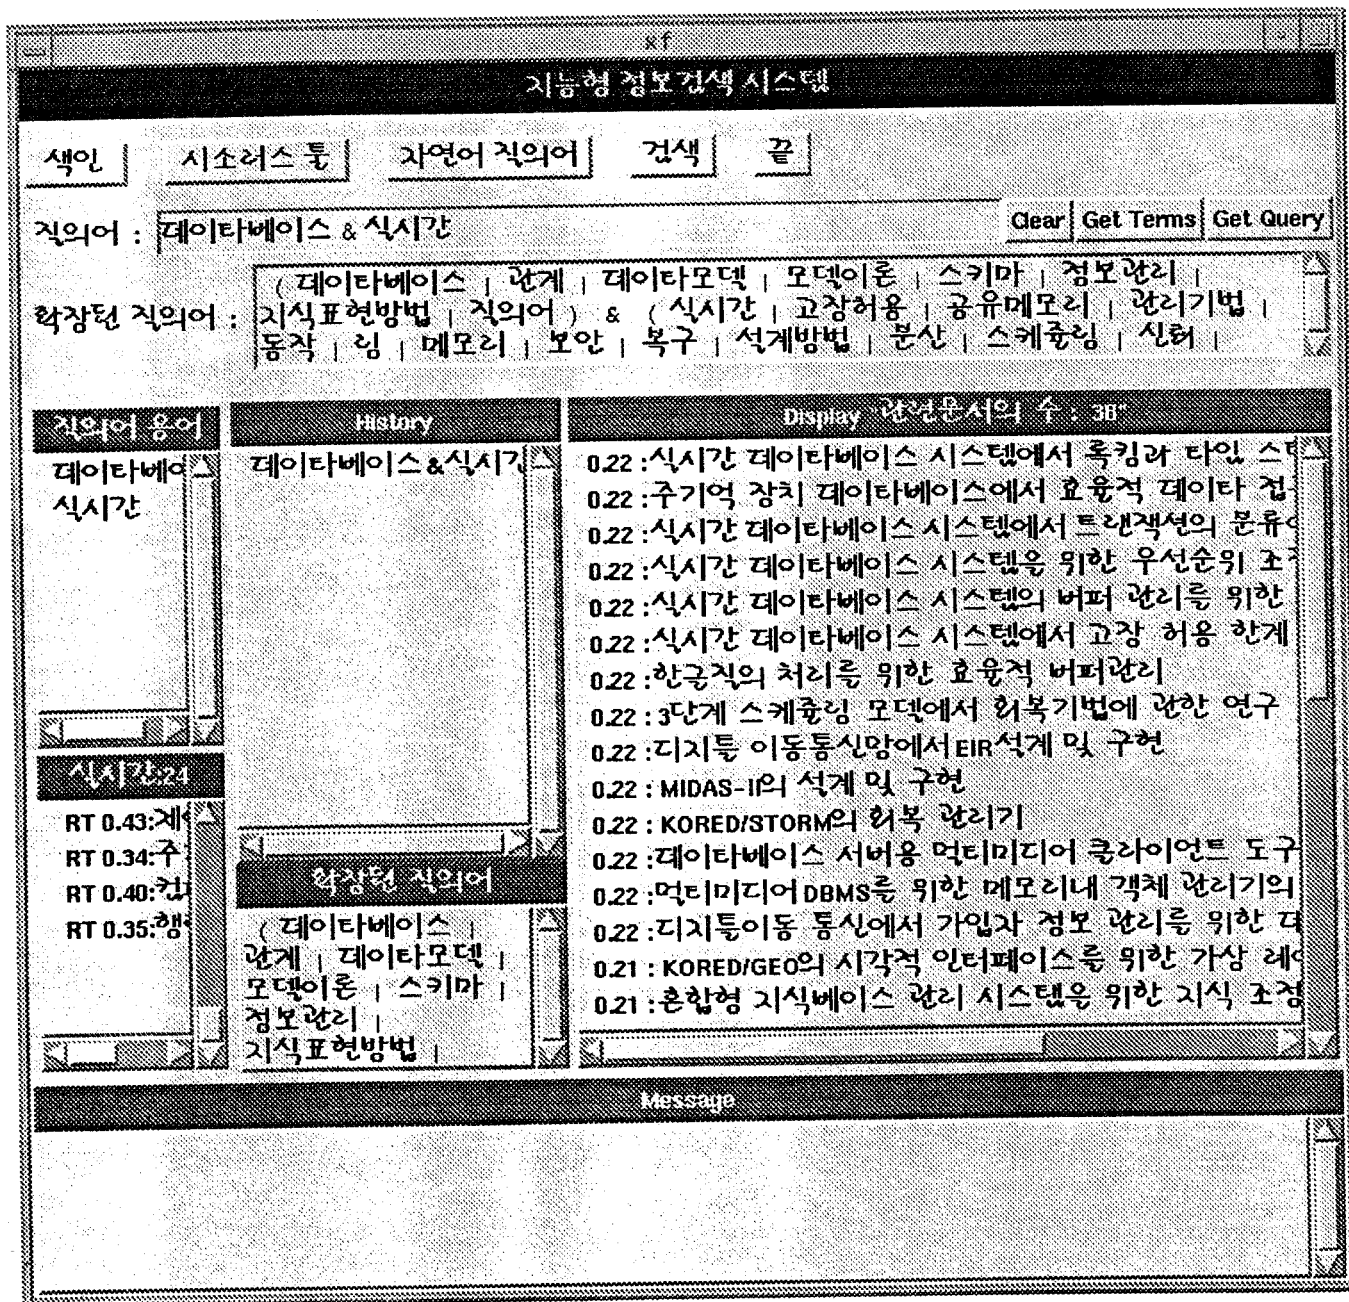 xf
지능형 정보검색 시스템
색인 시소러스 툴 자연어 질의어 검색 끝
질의어 : 데이타베이스 & 실시간 Clear Get Terms Get Query
확장된 질의어 : ( 데이타베이스 | 관계 | 데이타모델 | 모델이론 | 스키마 | 정보관리 |
지식표현방법 | 질의어 ) & ( 실시간 | 고장허용 | 공유메모리 | 관리기법 |
동작 | 링 | 메모리 | 보안 | 복구 | 설계방법 | 분산 | 스케쥴링 | 신뢰 |
질의어 용어
데이타베이
실시간
실시간:21
RT 0.43:제
RT 0.34:주
RT 0.40:컴
RT 0.35:행
History
데이타베이스&실시간
확장된 질의어
( 데이타베이스 |
관계 | 데이타모델 |
모델이론 | 스키마 |
정보관리 |
지식표현방법 |
Display "관련문서의 수 : 38"
0.22 :실시간 데이타베이스 시스템에서 록킹과 타임 스
0.22 :주기억 장치 데이타베이스에서 효율적 데이타 접
0.22 :실시간 데이타베이스 시스템에서 트랜잭션의 분류
0.22 :실시간 데이타베이스 시스템을 위한 우선순위 조
0.22 :실시간 데이타베이스 시스템의 버퍼 관리를 위한
0.22 :실시간 데이타베이스 시스템에서 고장 허용 한계
0.22 :한글질의 처리를 위한 효율적 버퍼관리
0.22 :3단계 스케쥴링 모델에서 회복기법에 관한 연구
0.22 :디지틀 이동통신망에서 EIR설계 및 구현
0.22 : MIDAS-II의 설계 및 구현
0.22 : KORED/STORM의 회복 관리기
0.22 :데이타베이스 서버용 멀티미디어 클라이언트 도구
0.22 :멀티미디어 DBMS를 위한 메모리내 객체 관리기의
0.22 :디지틀이동 통신에서 가입자 정보 관리를 위한 데
0.21 : KORED/GEO의 시각적 인터페이스를 위한 가상 레
0.21 :혼합형 지식베이스 관리 시스템을 위한 지식 조정
Message